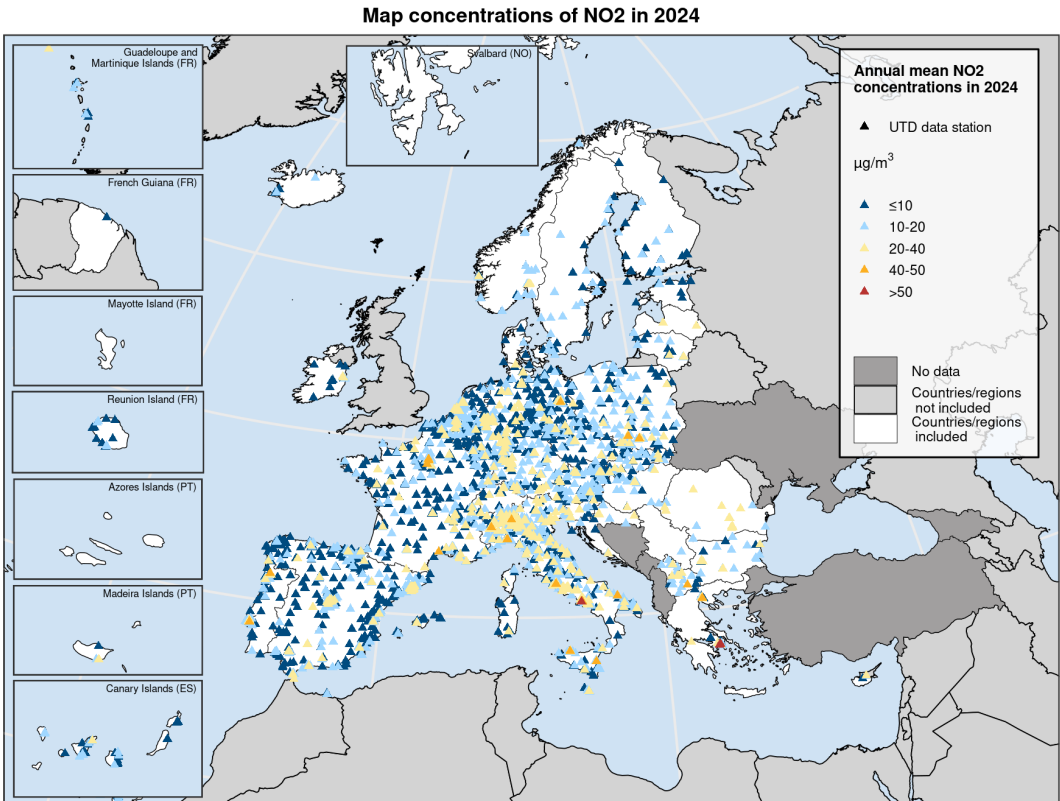 Map concentrations of NO2 in 2024
Guadeloupe and
Martinique Islands (FR)
French Guiana (FR)
Mayotte Island (FR)
Reunion Island (FR)
Azores Islands (PT)
Madeira Islands (PT)
Canary Islands (ES)
Svalbard (NO)
Annual mean NO2
concentrations in 2024
UTD data station
µg/m³
≤10
10-20
20-40
40-50
>50
No data
Countries/regions
not included
Countries/regions
included